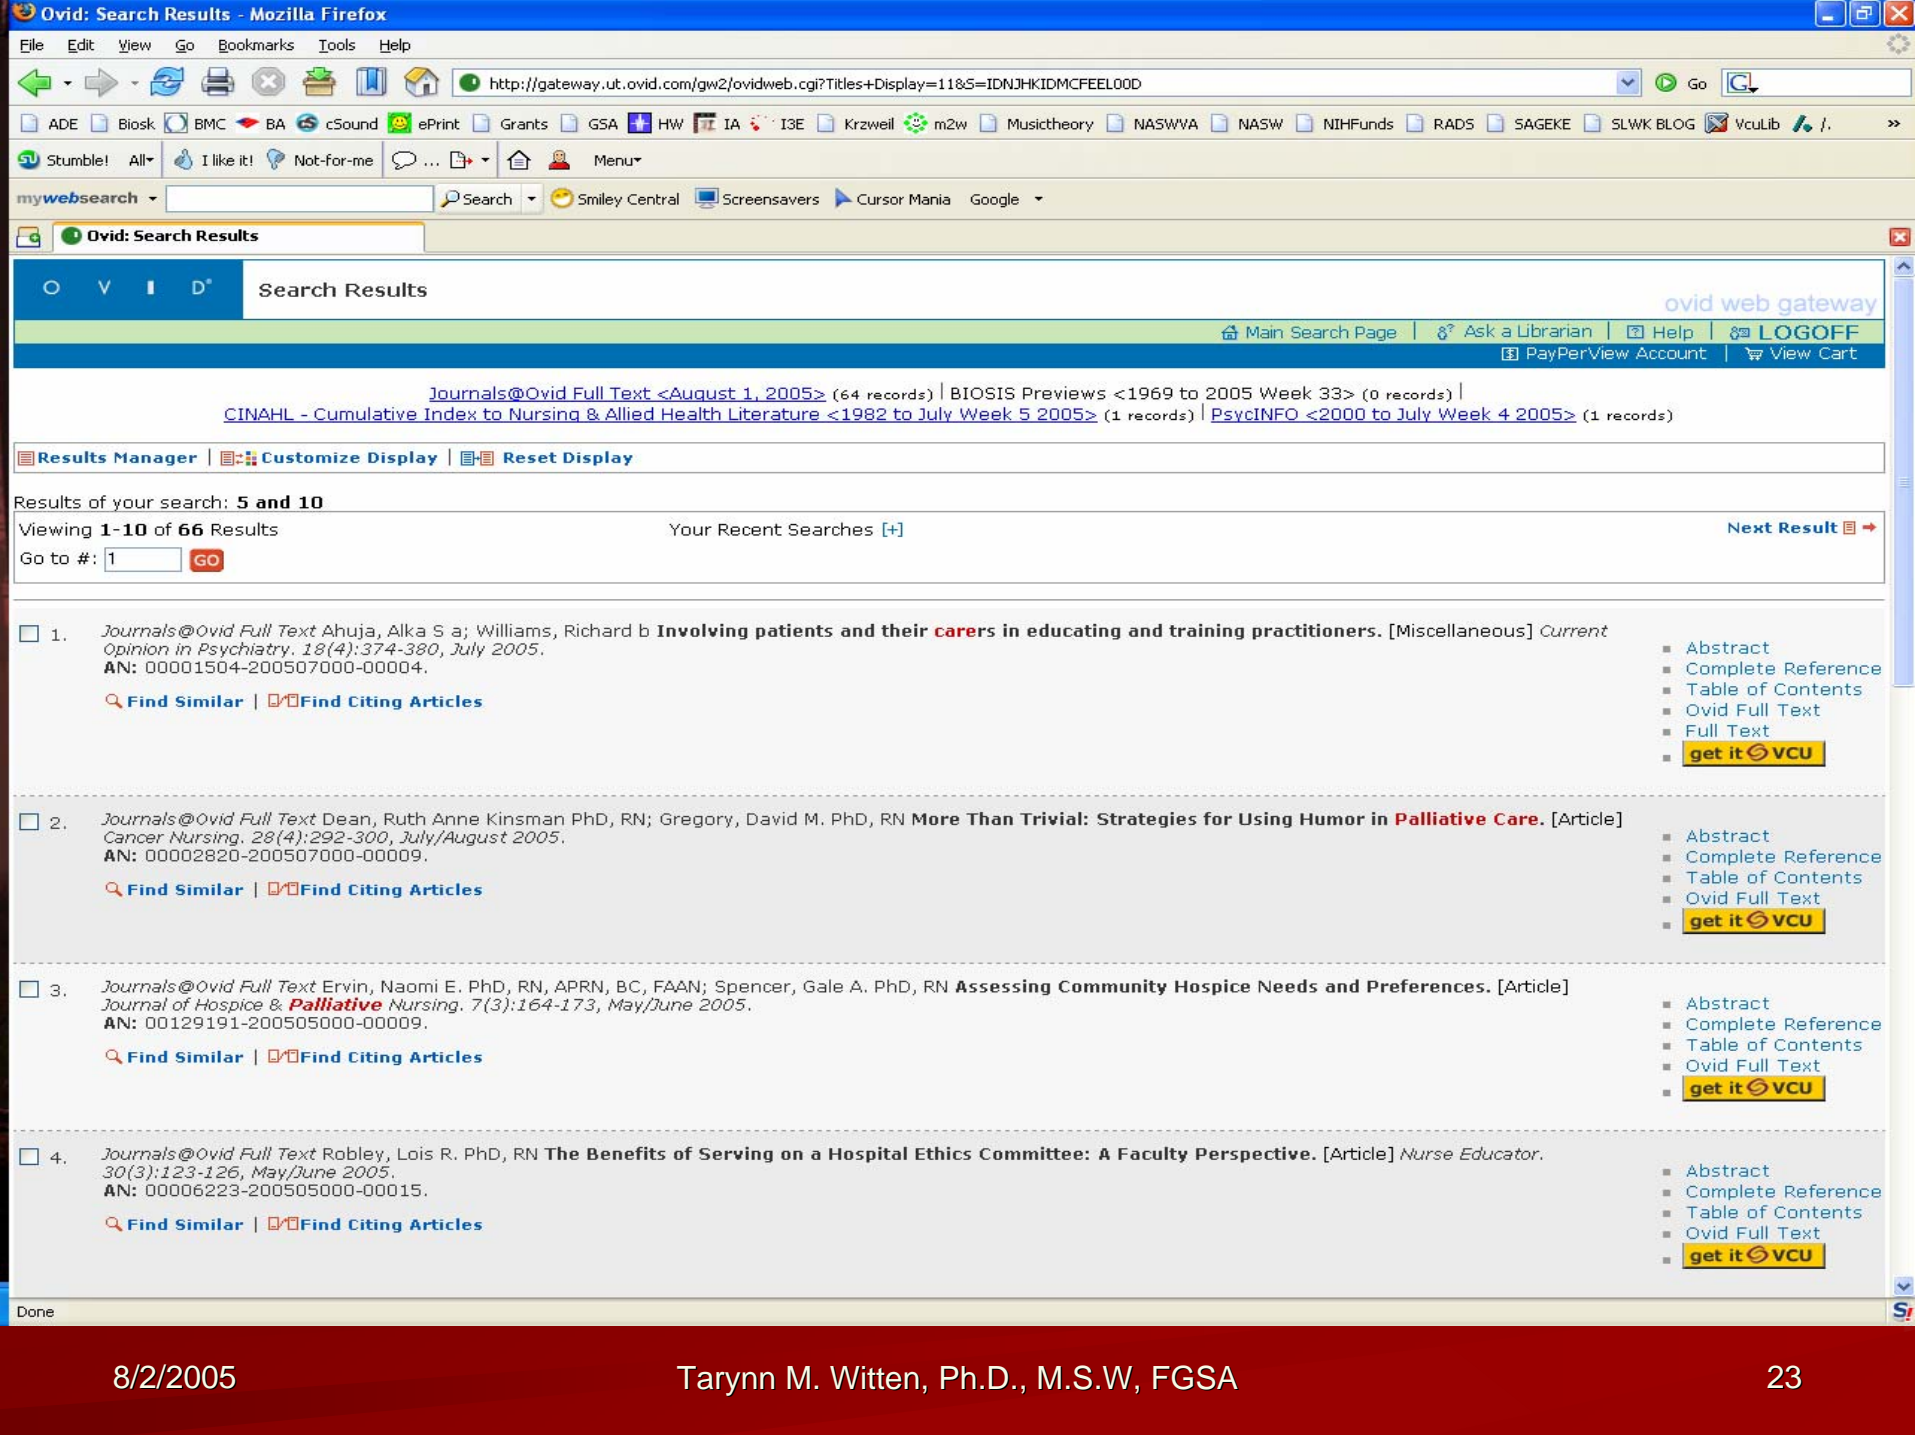 Ovid: Search Results - Mozilla Firefox
File Edit View Go Bookmarks Tools Help
http://gateway.ut.ovid.com/gw2/ovidweb.cgi?Titles+Display=11&S=IDNJHKIDMCFEEL00D Go G
ADE Biosk BMC BA cSound ePrint Grants GSA HW IA I3E Krzweil m2w Musictheory NASWVA NASW NIHFunds RADS SAGEKE SLWK BLOG VcuLib /. »
Stumble! All I like it! Not-for-me ... Menu
mywebsearch Search Smiley Central Screensavers Cursor Mania Google
Ovid: Search Results
O V I D® Search Results
ovid web gateway
Main Search Page | Ask a Librarian | Help | LOGOFF
PayPerView Account | View Cart
Journals@Ovid Full Text <August 1, 2005> (64 records) | BIOSIS Previews <1969 to 2005 Week 33> (0 records) |
CINAHL - Cumulative Index to Nursing & Allied Health Literature <1982 to July Week 5 2005> (1 records) | PsycINFO <2000 to July Week 4 2005> (1 records)
Results Manager | Customize Display | Reset Display
Results of your search: 5 and 10
Viewing 1-10 of 66 Results Your Recent Searches [+] Next Result
Go to #: 1 GO
1. Journals@Ovid Full Text Ahuja, Alka S a; Williams, Richard b Involving patients and their carers in educating and training practitioners. [Miscellaneous] Current
Opinion in Psychiatry. 18(4):374-380, July 2005.
AN: 00001504-200507000-00004.
Find Similar | Find Citing Articles
Abstract
Complete Reference
Table of Contents
Ovid Full Text
Full Text
get it VCU
2. Journals@Ovid Full Text Dean, Ruth Anne Kinsman PhD, RN; Gregory, David M. PhD, RN More Than Trivial: Strategies for Using Humor in Palliative Care. [Article]
Cancer Nursing. 28(4):292-300, July/August 2005.
AN: 00002820-200507000-00009.
Find Similar | Find Citing Articles
Abstract
Complete Reference
Table of Contents
Ovid Full Text
get it VCU
3. Journals@Ovid Full Text Ervin, Naomi E. PhD, RN, APRN, BC, FAAN; Spencer, Gale A. PhD, RN Assessing Community Hospice Needs and Preferences. [Article]
Journal of Hospice & Palliative Nursing. 7(3):164-173, May/June 2005.
AN: 00129191-200505000-00009.
Find Similar | Find Citing Articles
Abstract
Complete Reference
Table of Contents
Ovid Full Text
get it VCU
4. Journals@Ovid Full Text Robley, Lois R. PhD, RN The Benefits of Serving on a Hospital Ethics Committee: A Faculty Perspective. [Article] Nurse Educator.
30(3):123-126, May/June 2005.
AN: 00006223-200505000-00015.
Find Similar | Find Citing Articles
Abstract
Complete Reference
Table of Contents
Ovid Full Text
get it VCU
Done
8/2/2005 Tarynn M. Witten, Ph.D., M.S.W, FGSA 23